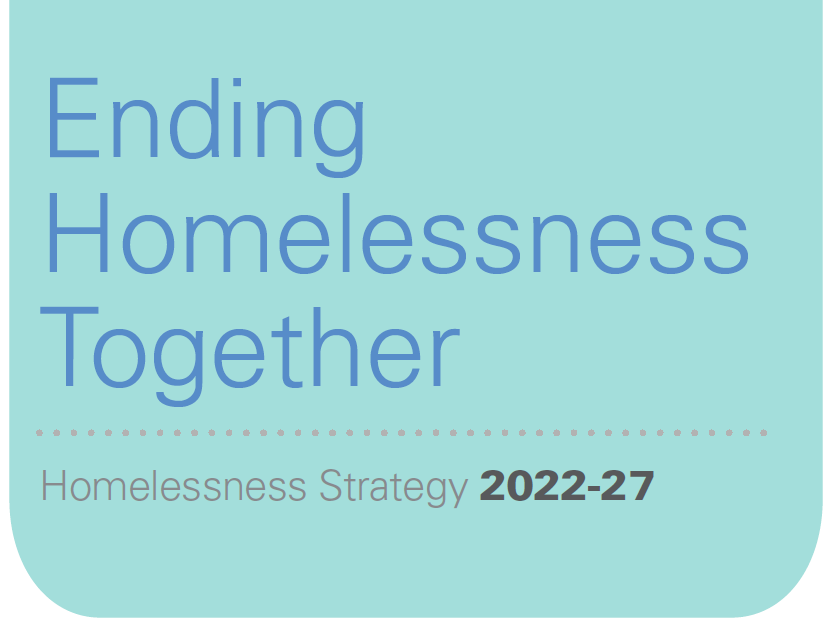 Ending
Homelessness
Together
Homelessness Strategy 2022-27